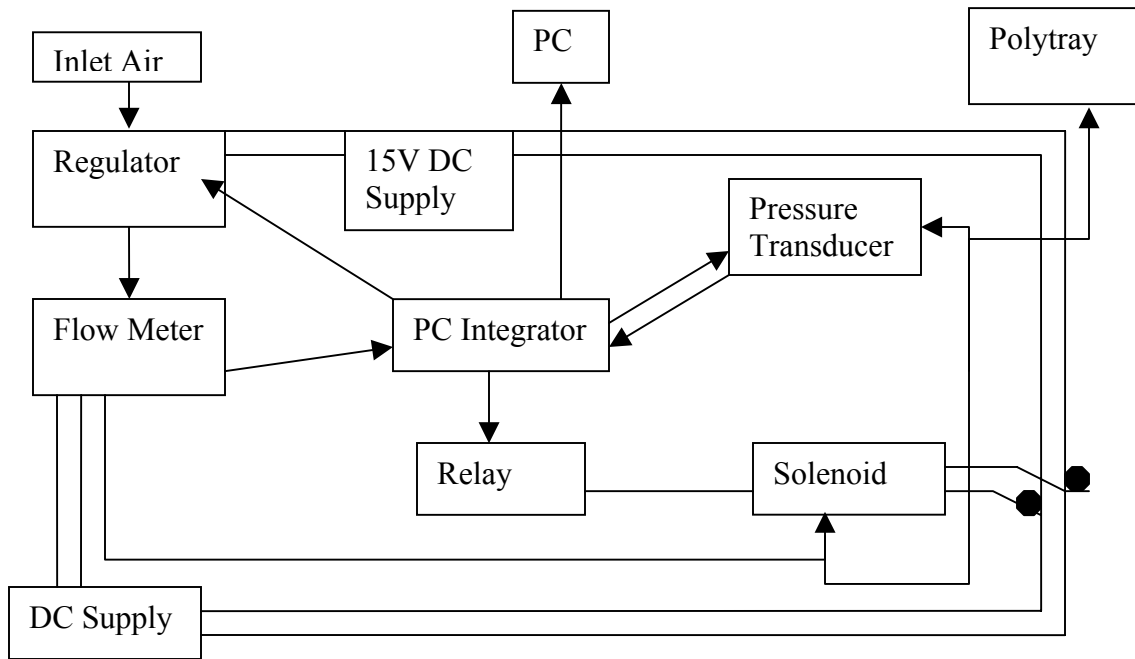 PC
Polytray
Inlet Air
Regulator
15V DC
Supply
Pressure
Transducer
Flow Meter
PC Integrator
Relay
Solenoid
DC Supply